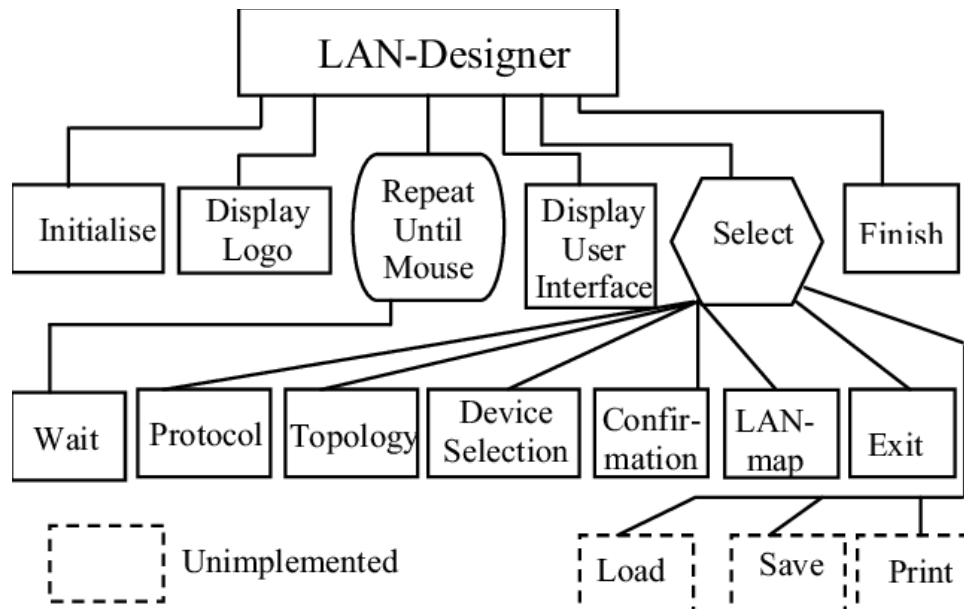 LAN-Designer
Initialise
Display
Logo
Repeat
Until
Mouse
Display
User
Interface
Select
Finish
Wait
Protocol
Topology
Device
Selection
Confir-
mation
LAN-
map
Exit
Unimplemented
Load
Save
Print